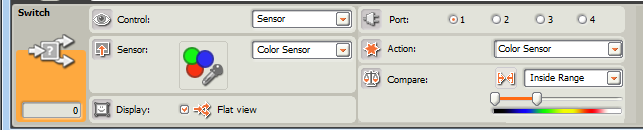 Switch
Control: Sensor
Port: 1 2 3 4
Sensor: Color Sensor
Action: Color Sensor
Compare: Inside Range
0
Display: Flat view